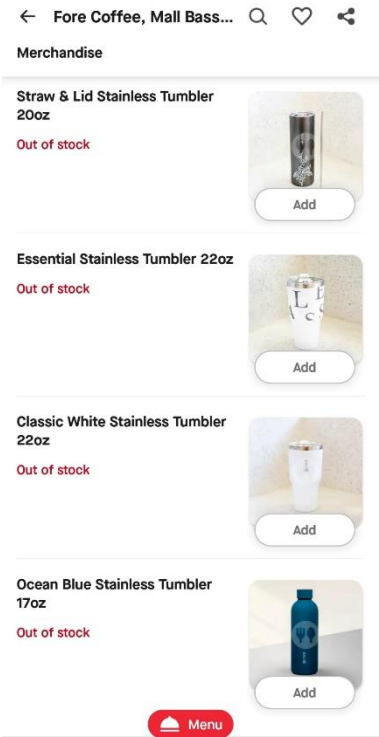 Fore Coffee, Mall Bass...
Merchandise
Straw & Lid Stainless Tumbler
20oz
Out of stock
Add
Essential Stainless Tumbler 22oz
Out of stock
Add
Classic White Stainless Tumbler
22oz
Out of stock
Add
Ocean Blue Stainless Tumbler
17oz
Out of stock
Add
Menu